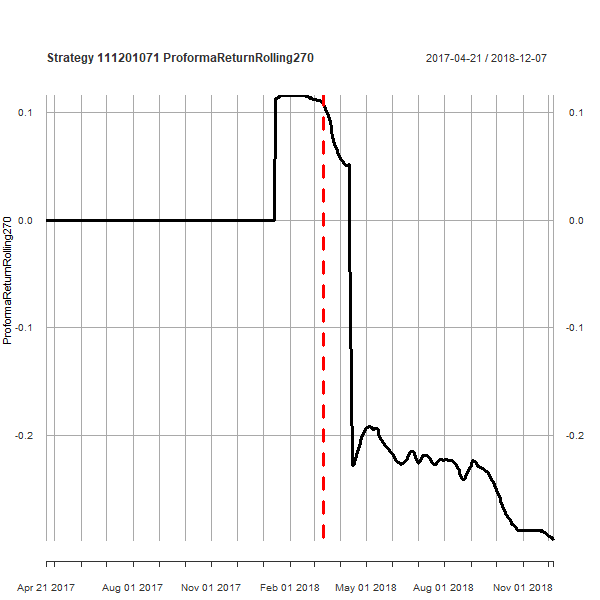 Strategy 111201071 ProformaReturnRolling270 2017-04-21 / 2018-12-07
0.1 0.1
0.0 0.0
-0.1 -0.1
-0.2 -0.2
ProformaReturnRolling270
Apr 21 2017 Aug 01 2017 Nov 01 2017 Feb 01 2018 May 01 2018 Aug 01 2018 Nov 01 2018